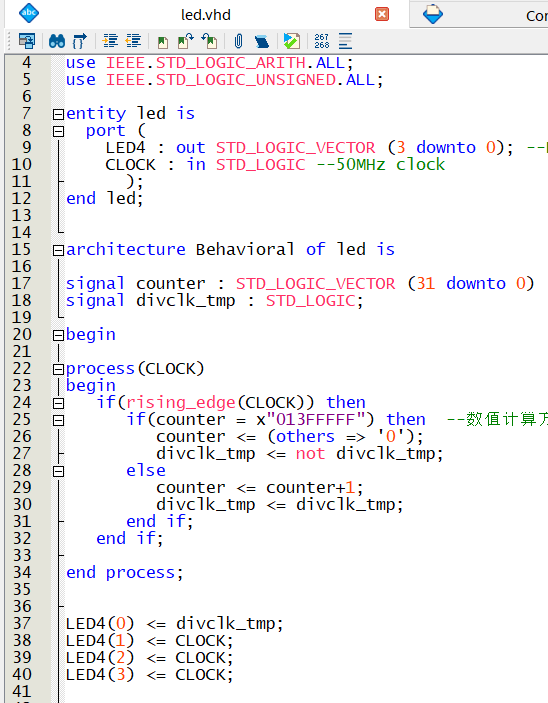 abc
led.vhd
Con
267
268
4 use IEEE.STD_LOGIC_ARITH.ALL;
5 use IEEE.STD_LOGIC_UNSIGNED.ALL;
6
7 entity led is
8 port (
9 LED4 : out STD_LOGIC_VECTOR (3 downto 0); --
10 CLOCK : in STD_LOGIC --50MHz clock
11 );
12 end led;
13
14
15 architecture Behavioral of led is
16
17 signal counter : STD_LOGIC_VECTOR (31 downto 0)
18 signal divclk_tmp : STD_LOGIC;
19
20 begin
21
22 process(CLOCK)
23 begin
24 if(rising_edge(CLOCK)) then
25 if(counter = x"013FFFFF") then --数值计算方
26 counter <= (others => '0');
27 divclk_tmp <= not divclk_tmp;
28 else
29 counter <= counter+1;
30 divclk_tmp <= divclk_tmp;
31 end if;
32 end if;
33
34 end process;
35
36
37 LED4(0) <= divclk_tmp;
38 LED4(1) <= CLOCK;
39 LED4(2) <= CLOCK;
40 LED4(3) <= CLOCK;
41